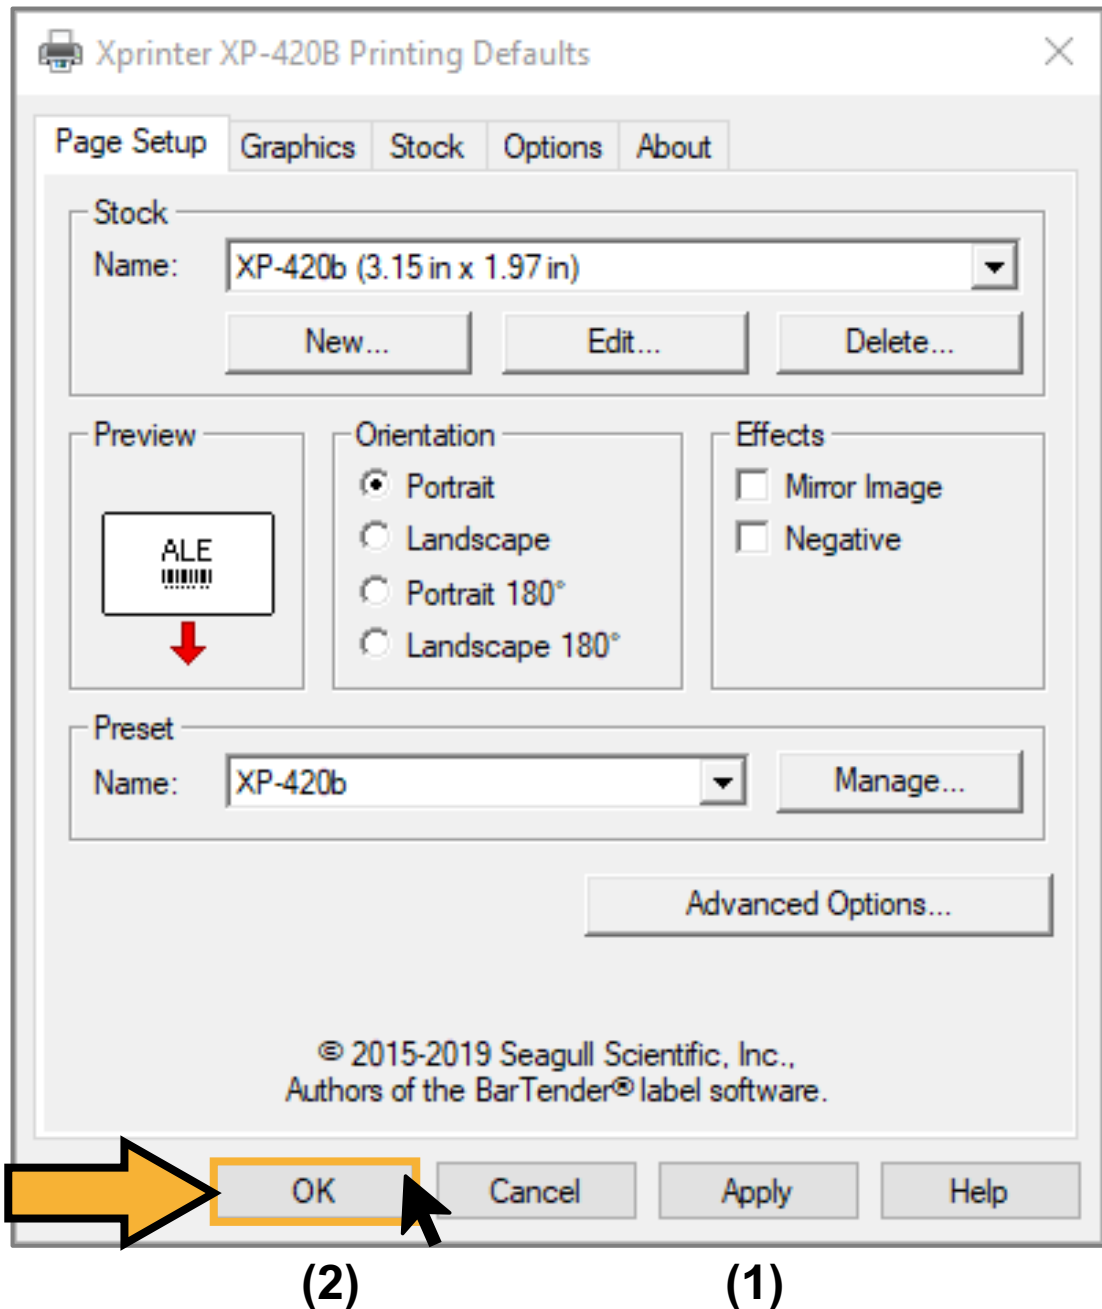 Xprinter XP-420B Printing Defaults
Page Setup Graphics Stock Options About
Stock
Name: XP-420b (3.15 in x 1.97 in)
New... Edit... Delete...
Preview Orientation Effects
Portrait Mirror Image
ALE Landscape Negative
Portrait 180°
Landscape 180°
Preset
Name: XP-420b Manage...
Advanced Options...
© 2015-2019 Seagull Scientific, Inc.,
Authors of the BarTender® label software.
OK Cancel Apply Help
(2) (1)